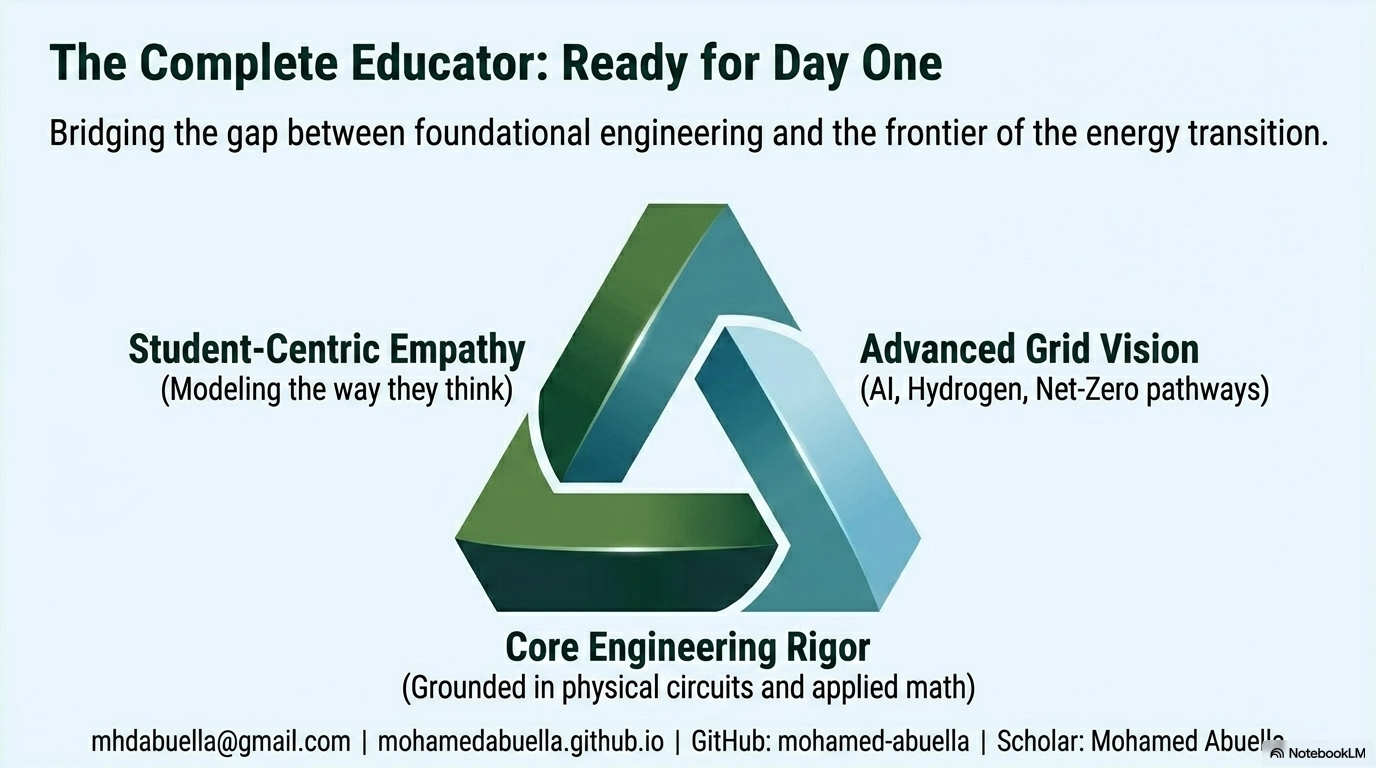 The Complete Educator: Ready for Day One
Bridging the gap between foundational engineering and the frontier of the energy transition.
Student-Centric Empathy
(Modeling the way they think)
Advanced Grid Vision
(AI, Hydrogen, Net-Zero pathways)
Core Engineering Rigor
(Grounded in physical circuits and applied math)
mhdabuella@gmail.com | mohamedabuella.github.io | GitHub: mohamed-abuella | Scholar: Mohamed Abuella
NotebookLM